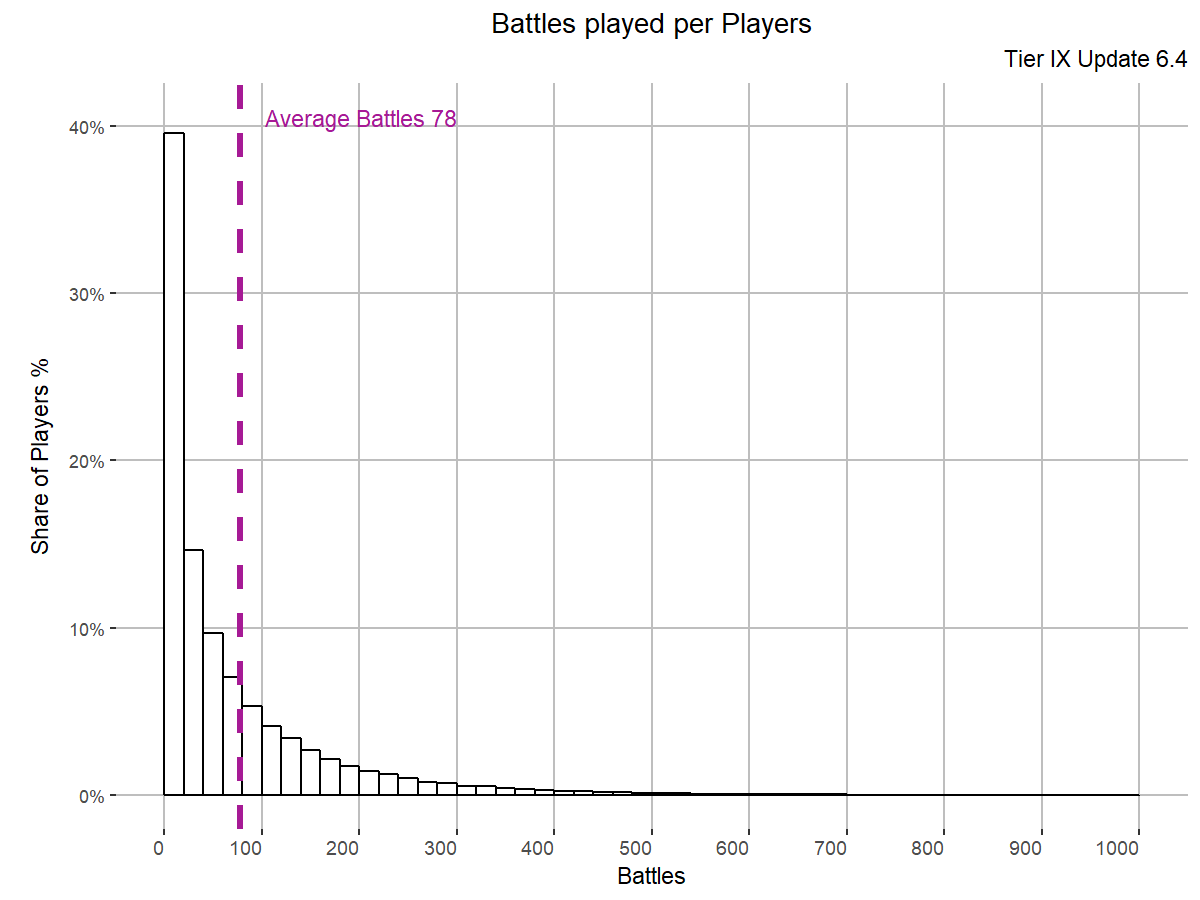 Battles played per Players
Tier IX Update 6.4
Average Battles 78
40%
30%
20%
10%
0%
Share of Players %
0 100 200 300 400 500 600 700 800 900 1000
Battles